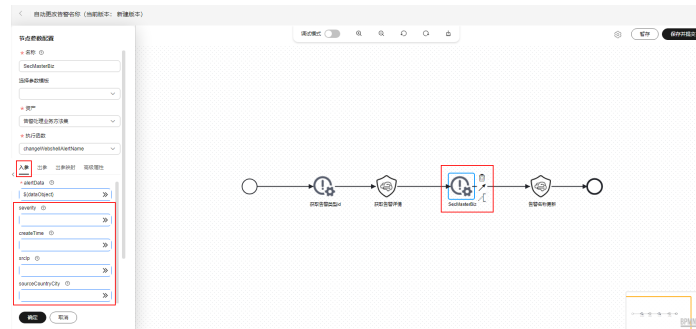 自动更改告警名称（当前版本： 新建版本）
节点参数配置
* 名称
SecMasterBiz
选择参数模板
* 资产
告警处理业务方法集
* 执行函数
changeWebshellAlertName
入参 出参 出参映射 高级属性
* alertData
${dataObject}
severity
createTime
srcIp
sourceCountryCity
确定 取消
调试模式
暂存 保存并提交
获取告警类型id
获取告警详情
SecMasterBiz
告警名称更新